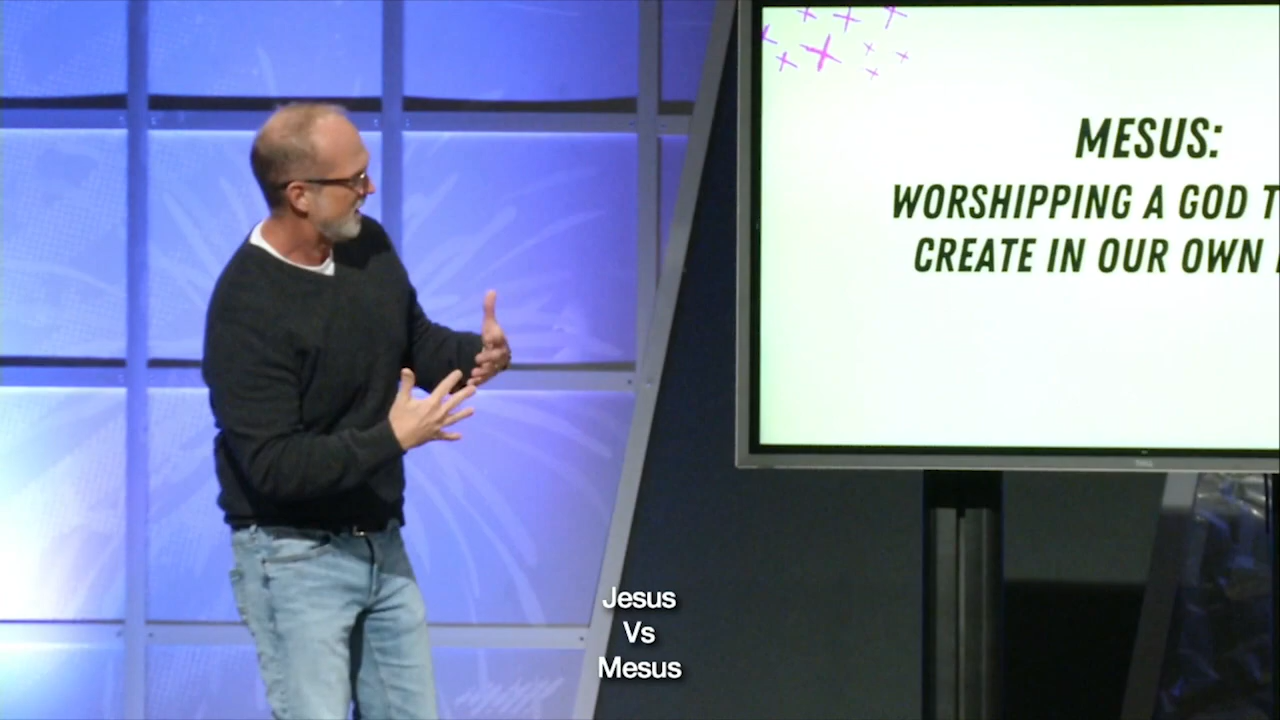 MESUS:
WORSHIPPING A GOD
CREATE IN OUR OWN
Jesus
Vs
Mesus